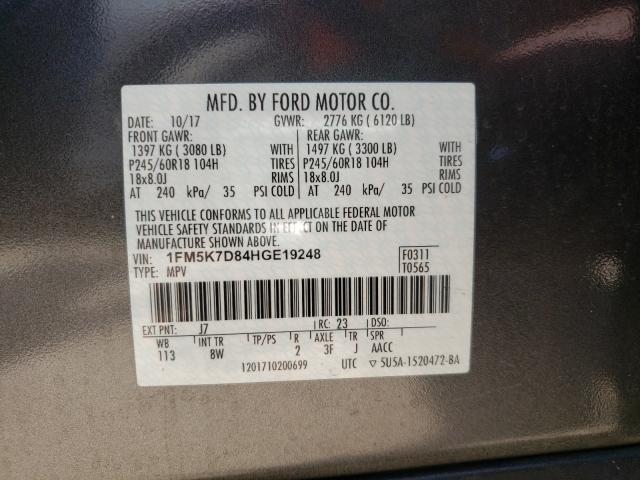 MFD. BY FORD MOTOR CO.
DATE: 10/17 GVWR: 2776 KG ( 6120 LB)
FRONT GAWR: REAR GAWR:
1397 KG ( 3080 LB) WITH 1497 KG ( 3300 LB) WITH
P245/60R18 104H TIRES P245/60R18 104H TIRES
18x8.0J RIMS 18x8.0J RIMS
AT 240 kPa/ 35 PSI COLD AT 240 kPa/ 35 PSI COLD
THIS VEHICLE CONFORMS TO ALL APPLICABLE FEDERAL MOTOR
VEHICLE SAFETY STANDARDS IN EFFECT ON THE DATE OF
MANUFACTURE SHOWN ABOVE.
VIN: 1FM5K7D84HGE19248 F0311
TYPE: MPV T0565
EXT PNT: J7 RC: 23 DSO:
WB INT TR TP/PS R AXLE TR SPR
113 8W 2 3F J AACC
1201710200699 UTC ▽ 5U5A-1520472-BA